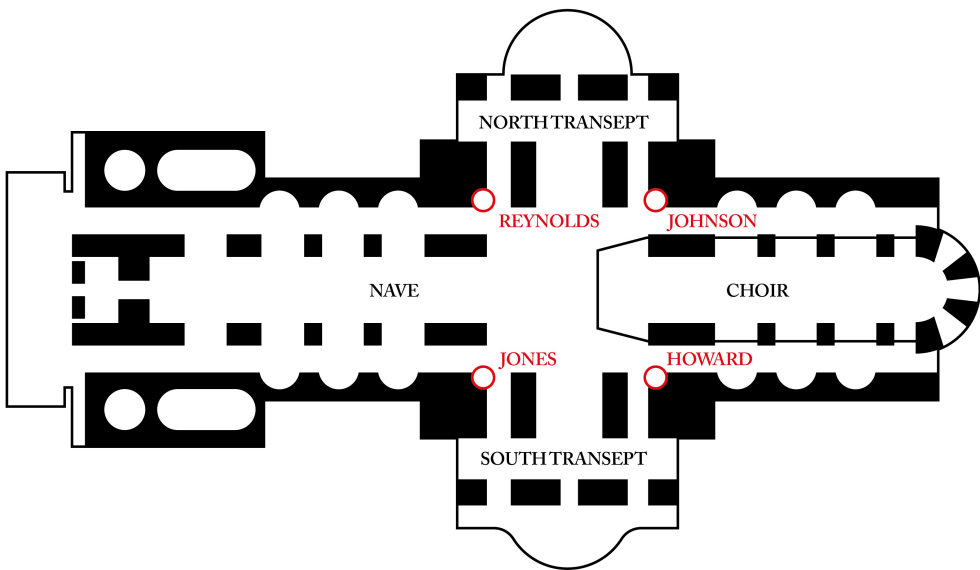 NORTH TRANSEPT
REYNOLDS
JOHNSON
NAVE
CHOIR
JONES
HOWARD
SOUTH TRANSEPT